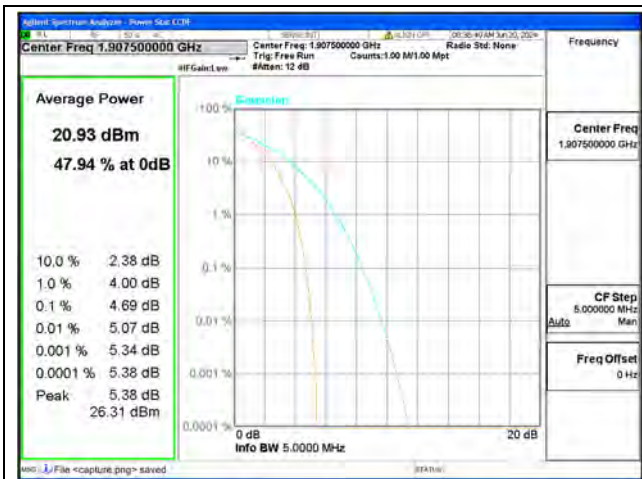 Agilent Spectrum Analyzer - Power Stat CCDF
SENSE:INT
ALIGN OFF
Center Freq 1.907500000 GHz
#IFGain:Low
Center Freq: 1.907500000 GHz
Trig: Free Run
Counts:1.00 M/1.00 Mpt
#Atten: 12 dB
Radio Std: None
Frequency
Average Power
20.93 dBm
47.94 % at 0dB
10.0 % 2.38 dB
1.0 % 4.00 dB
0.1 % 4.69 dB
0.01 % 5.07 dB
0.001 % 5.34 dB
0.0001 % 5.38 dB
Peak 5.38 dB
26.31 dBm
Gaussian
100 %
10 %
1 %
0.1 %
0.01 %
0.001 %
0.0001 %
0 dB
20 dB
Info BW 5.0000 MHz
Center Freq
1.907500000 GHz
CF Step
5.000000 MHz
Auto Man
Freq Offset
0 Hz
MSG File <capture.png> saved
STATUS